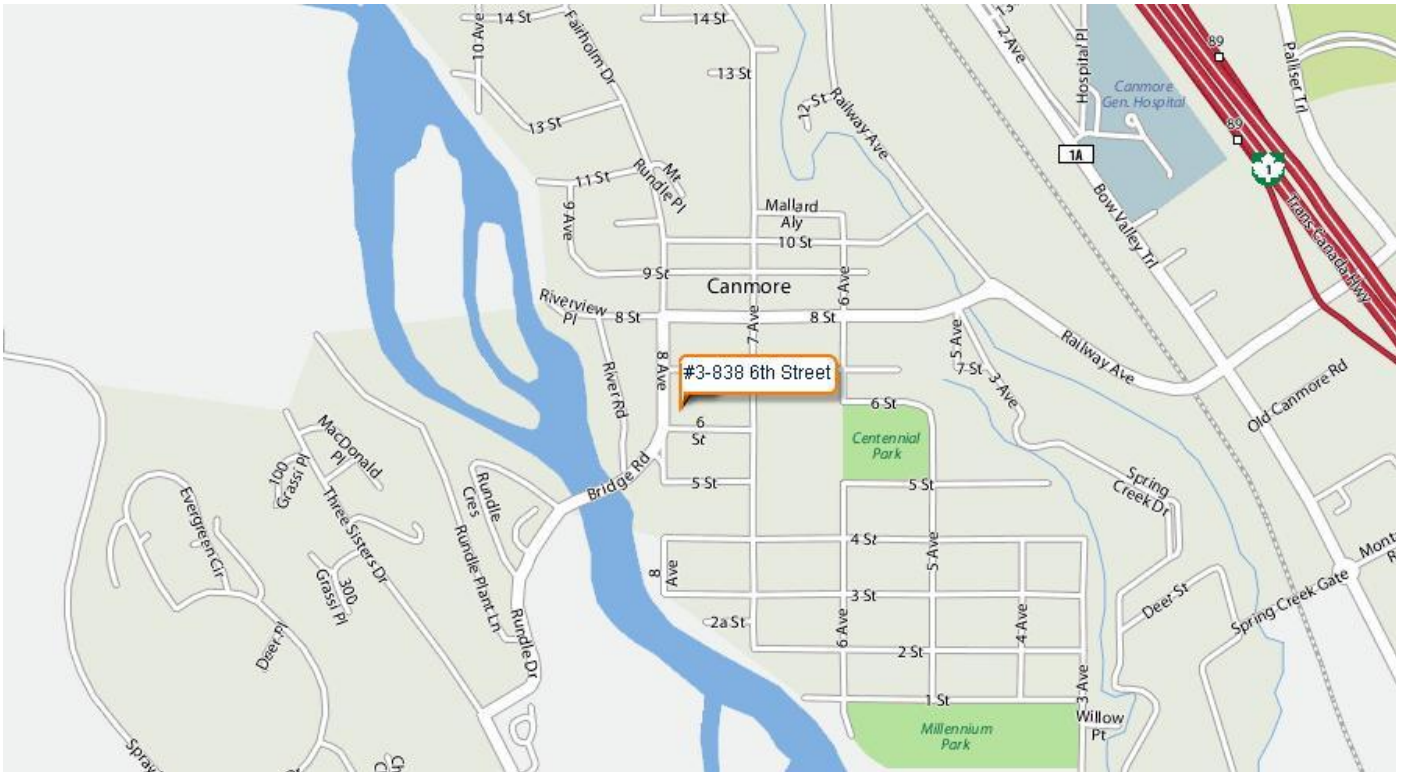 14 St
14 St
10 Ave
Fairholm Dr
2 Ave
Hospital Pl
89
Palliser Trl
13 St
Canmore
Gen. Hospital
12 St
Railway Ave
13 St
89
1A
1
11 St
Mt
Rundle Pl
Mallard
Aly
Bow Valley Trl
Trans Canada Hwy
9 Ave
10 St
9 St
Canmore
6 Ave
Riverview
Pl
8 St
8 St
7 Ave
5 Ave
Railway Ave
8 Ave
#3-838 6th Street
7 St
3 Ave
Old Canmore Rd
River Rd
6 St
6
St
MacDonald
Pl
Centennial
Park
100
Grassi Pl
Bridge Rd
5 St
5 St
Spring
Creek Dr
Rundle
Cres
Evergreen Cir
Three Sisters Dr
Rundle Plant Ln
4 St
5 Ave
8
Ave
Mont
300
Grassi Pl
3 St
Deer St
Spring Creek Gate
2a St
6 Ave
4 Ave
Deer Pl
Rundle Dr
2 St
3 Ave
1 St
Willow
Pt
Millennium
Park
Spray